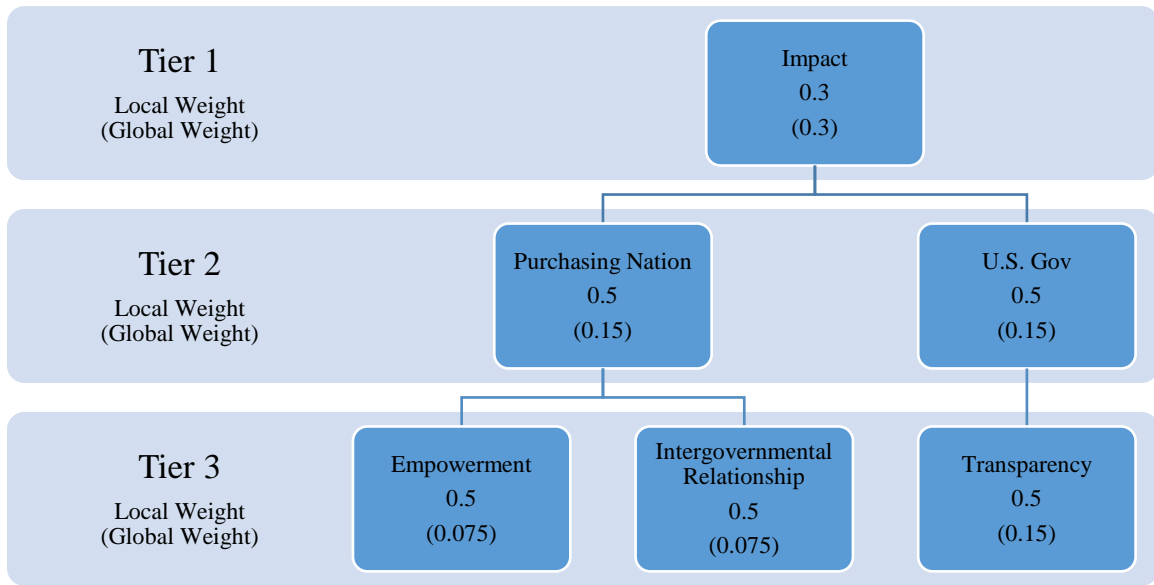 Tier 1
Local Weight
(Global Weight)
Impact
0.3
(0.3)
Tier 2
Local Weight
(Global Weight)
Purchasing Nation
0.5
(0.15)
U.S. Gov
0.5
(0.15)
Tier 3
Local Weight
(Global Weight)
Empowerment
0.5
(0.075)
Intergovernmental
Relationship
0.5
(0.075)
Transparency
0.5
(0.15)